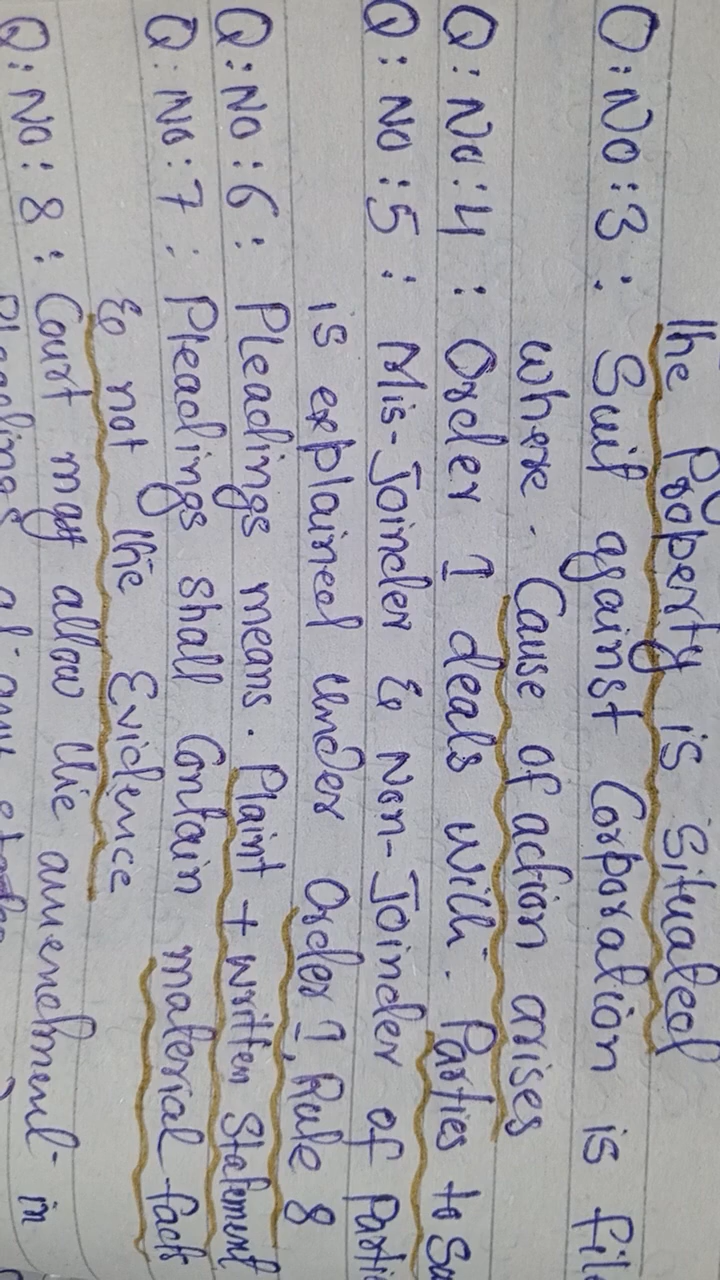 the Property is situated
Q: No: 3: Suit against Corporation is
where. Cause of action arises
Q: No: 4: Order 1 deals with. Parties to
Q: No: 5: Mis-Joinder & Non-Joinder of
is explained under Order 1, Rule 8
Q: No: 6: Pleadings means. Plaint + written Statement
Q: No: 7: Pleadings shall Contain material facts
& not the Evidence
Q: No: 8: Court may allow the amendment in